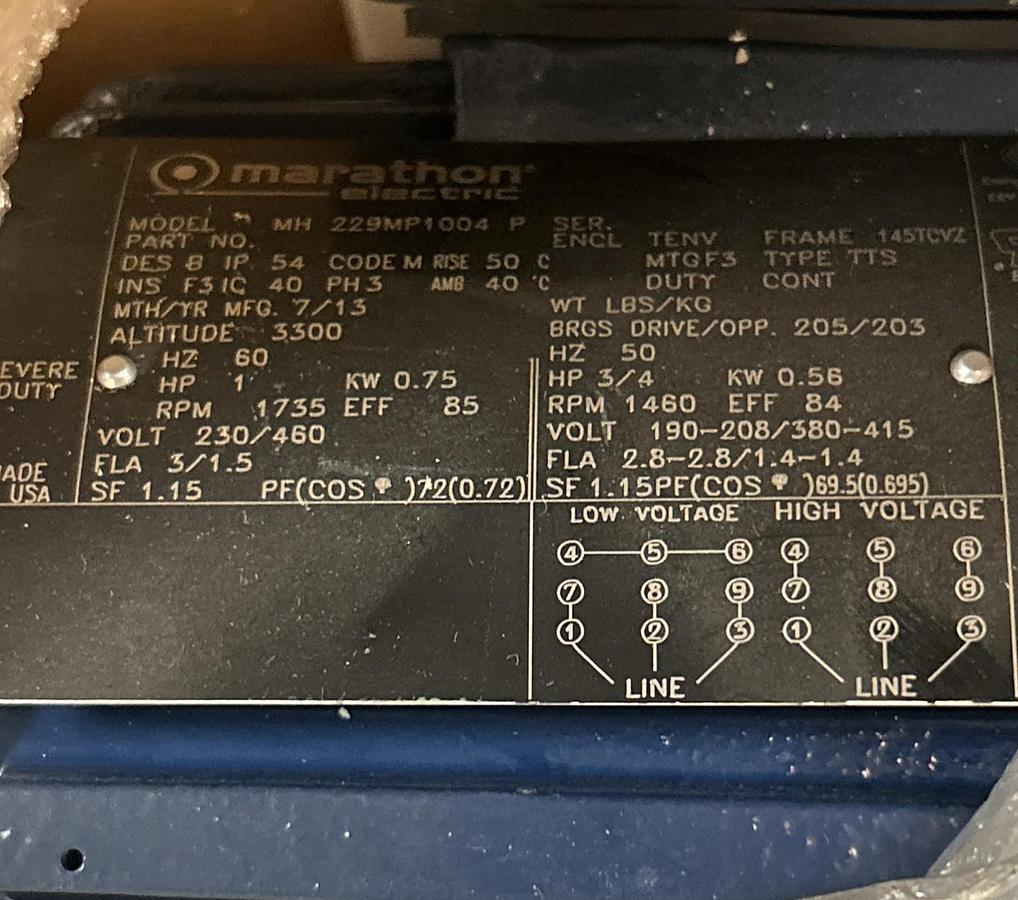 marathon®
electric
MODEL MH 229MP1004 P SER.
PART NO. ENCL TENV FRAME 145TCVZ
DES B IP 54 CODE M RISE 50 C MTG F3 TYPE TTS
INS F3 IC 40 PH 3 AMB 40 °C DUTY CONT
MTH/YR MFG. 7/13 WT LBS/KG
ALTITUDE 3300 BRGS DRIVE/OPP. 205/203
HZ 60
HP 1 KW 0.75
RPM 1735 EFF 85
VOLT 230/460
FLA 3/1.5
SF 1.15 PF(COS φ )72(0.72)
HZ 50
HP 3/4 KW 0.56
RPM 1460 EFF 84
VOLT 190-208/380-415
FLA 2.8-2.8/1.4-1.4
SF 1.15PF(COS φ )69.5(0.695)
EVERE
DUTY
ADE
USA
LOW VOLTAGE HIGH VOLTAGE
4 5 6 4 5 6
7 8 9 7 8 9
1 2 3 1 2 3
LINE LINE